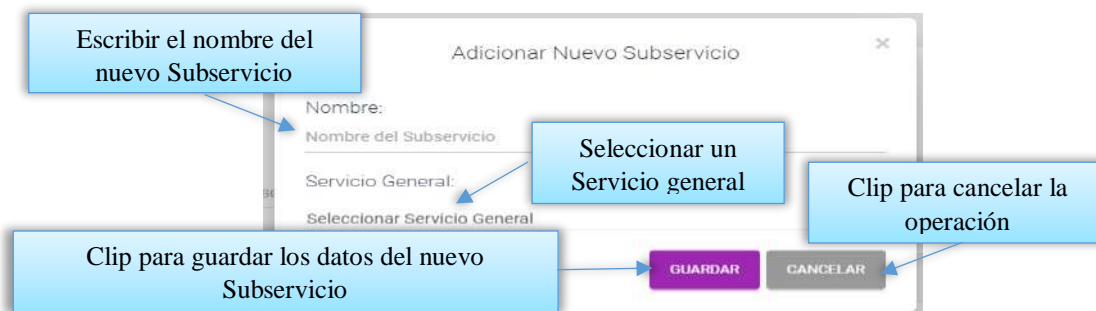 Escribir el nombre del
nuevo Subservicio
Adicionar Nuevo Subservicio
×
Nombre:
Nombre del Subservicio
Seleccionar un
Servicio general
Servicio General:
Seleccionar Servicio General
Clip para cancelar la
operación
Clip para guardar los datos del nuevo
Subservicio
GUARDAR
CANCELAR